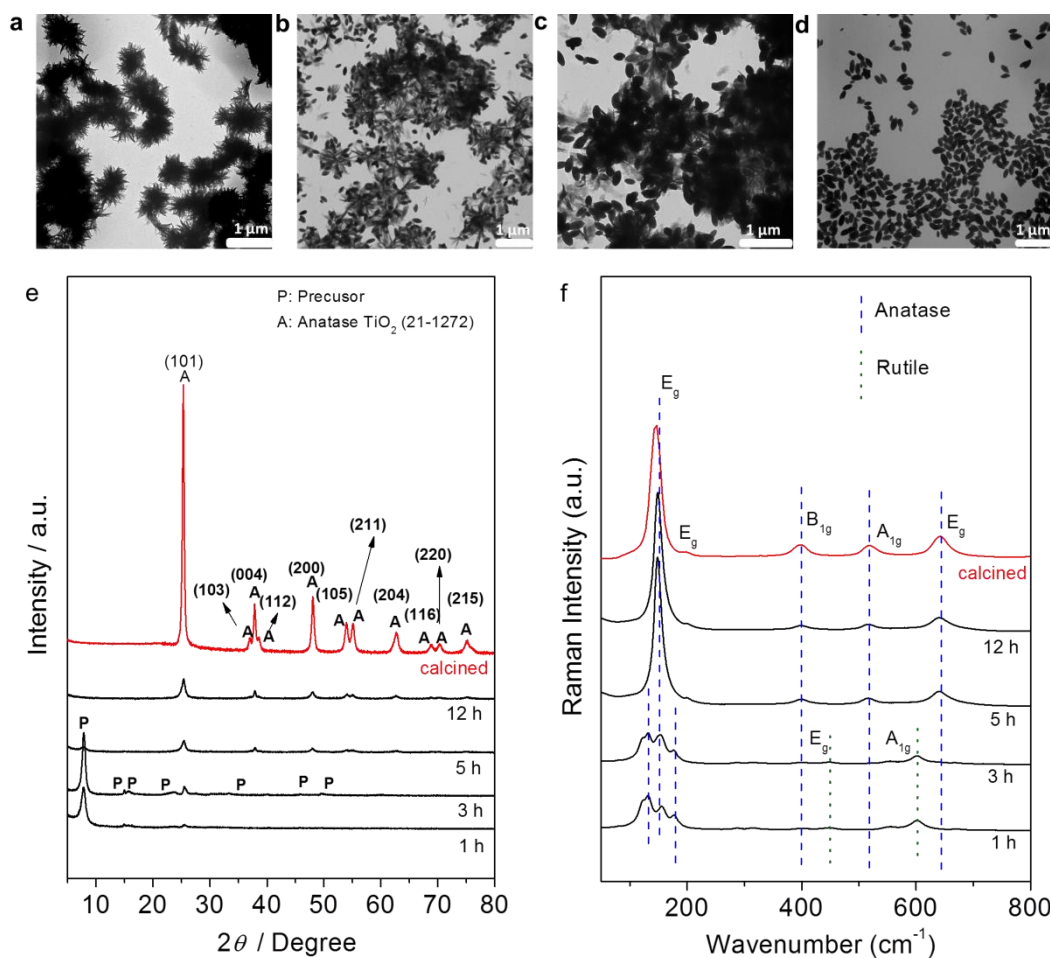 a
1 µm
b
1 µm
c
1 µm
d
1 µm
e
P: Precusor
A: Anatase TiO2 (21-1272)
(101)
A
(103)
A
(004)
A
(112)
A
(200)
A
(105)
A
(211)
A
(204)
A
(116)
A
(220)
A
(215)
A
calcined
12 h
P
5 h
P P P P P P
3 h
1 h
Intensity / a.u.
10 20 30 40 50 60 70 80
2θ / Degree
f
Anatase
Rutile
Eg
Eg
B1g
A1g
Eg
calcined
12 h
5 h
Eg
A1g
3 h
1 h
Raman Intensity (a.u.)
200 400 600 800
Wavenumber (cm-1)